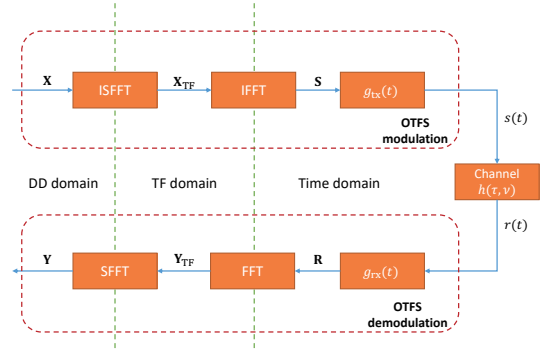 X
ISFFT
X_TF
IFFT
S
g_tx(t)
OTFS
modulation
s(t)
DD domain
TF domain
Time domain
Channel
h(τ, ν)
r(t)
Y
SFFT
Y_TF
FFT
R
g_rx(t)
OTFS
demodulation